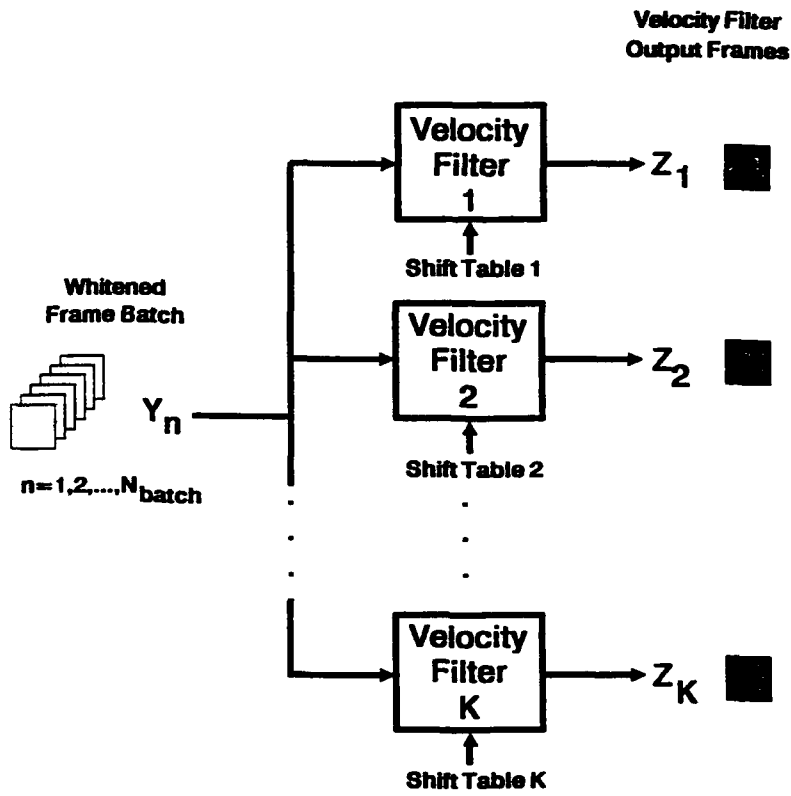 Velocity Filter
Output Frames
Velocity
Filter
1
Z1
Shift Table 1
Whitened
Frame Batch
Yn
n=1,2,...,Nbatch
Velocity
Filter
2
Z2
Shift Table 2
Velocity
Filter
K
ZK
Shift Table K